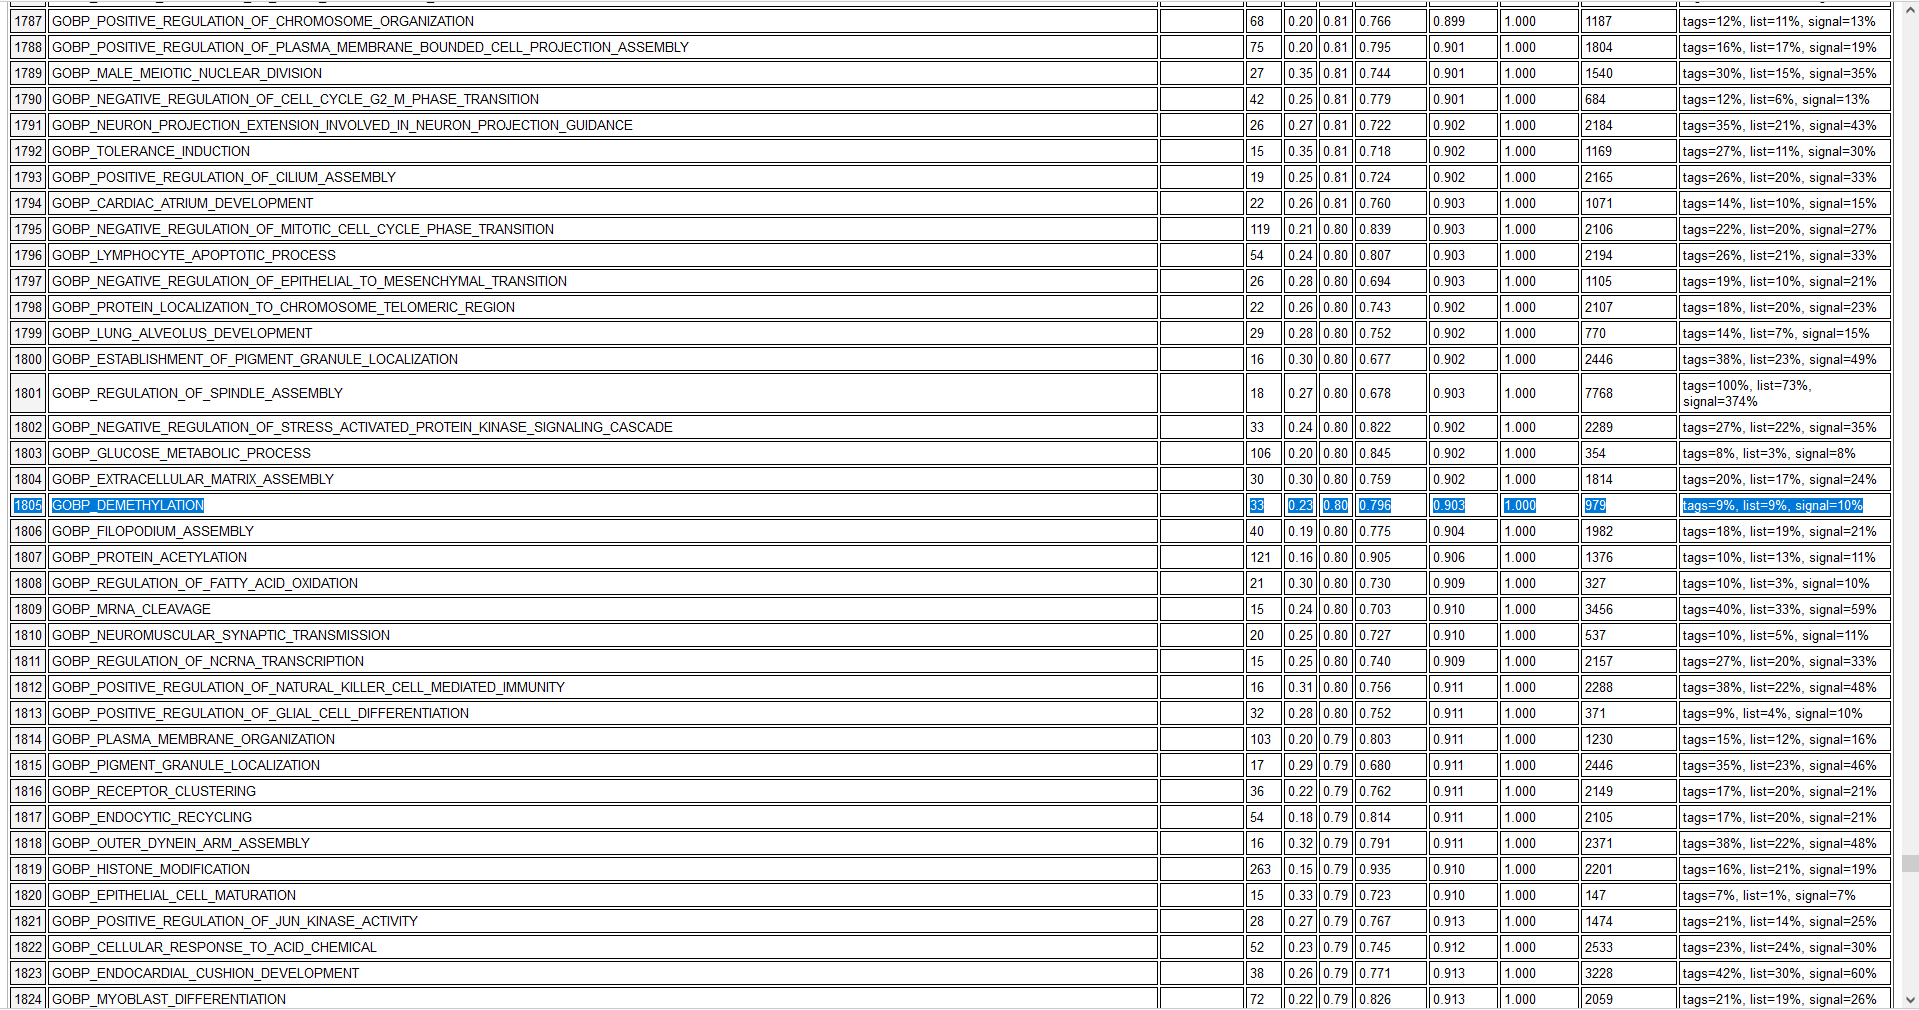 1787 GOBP_POSITIVE_REGULATION_OF_CHROMOSOME_ORGANIZATION 68 0.20 0.81 0.766 0.899 1.000 1187 tags=12%, list=11%, signal=13%
1788 GOBP_POSITIVE_REGULATION_OF_PLASMA_MEMBRANE_BOUNDED_CELL_PROJECTION_ASSEMBLY 75 0.20 0.81 0.795 0.901 1.000 1804 tags=16%, list=17%, signal=19%
1789 GOBP_MALE_MEIOTIC_NUCLEAR_DIVISION 27 0.35 0.81 0.744 0.901 1.000 1540 tags=30%, list=15%, signal=35%
1790 GOBP_NEGATIVE_REGULATION_OF_CELL_CYCLE_G2_M_PHASE_TRANSITION 42 0.25 0.81 0.779 0.901 1.000 684 tags=12%, list=6%, signal=13%
1791 GOBP_NEURON_PROJECTION_EXTENSION_INVOLVED_IN_NEURON_PROJECTION_GUIDANCE 26 0.27 0.81 0.722 0.902 1.000 2184 tags=35%, list=21%, signal=43%
1792 GOBP_TOLERANCE_INDUCTION 15 0.35 0.81 0.718 0.902 1.000 1169 tags=27%, list=11%, signal=30%
1793 GOBP_POSITIVE_REGULATION_OF_CILIUM_ASSEMBLY 19 0.25 0.81 0.724 0.902 1.000 2165 tags=26%, list=20%, signal=33%
1794 GOBP_CARDIAC_ATRIUM_DEVELOPMENT 22 0.26 0.81 0.760 0.903 1.000 1071 tags=14%, list=10%, signal=15%
1795 GOBP_NEGATIVE_REGULATION_OF_MITOTIC_CELL_CYCLE_PHASE_TRANSITION 119 0.21 0.80 0.839 0.903 1.000 2106 tags=22%, list=20%, signal=27%
1796 GOBP_LYMPHOCYTE_APOPTOTIC_PROCESS 54 0.24 0.80 0.807 0.903 1.000 2194 tags=26%, list=21%, signal=33%
1797 GOBP_NEGATIVE_REGULATION_OF_EPITHELIAL_TO_MESENCHYMAL_TRANSITION 26 0.28 0.80 0.694 0.903 1.000 1105 tags=19%, list=10%, signal=21%
1798 GOBP_PROTEIN_LOCALIZATION_TO_CHROMOSOME_TELOMERIC_REGION 22 0.26 0.80 0.743 0.902 1.000 2107 tags=18%, list=20%, signal=23%
1799 GOBP_LUNG_ALVEOLUS_DEVELOPMENT 29 0.28 0.80 0.752 0.902 1.000 770 tags=14%, list=7%, signal=15%
1800 GOBP_ESTABLISHMENT_OF_PIGMENT_GRANULE_LOCALIZATION 16 0.30 0.80 0.677 0.902 1.000 2446 tags=38%, list=23%, signal=49%
1801 GOBP_REGULATION_OF_SPINDLE_ASSEMBLY 18 0.27 0.80 0.678 0.903 1.000 7768 tags=100%, list=73%,
signal=374%
1802 GOBP_NEGATIVE_REGULATION_OF_STRESS_ACTIVATED_PROTEIN_KINASE_SIGNALING_CASCADE 33 0.24 0.80 0.822 0.902 1.000 2289 tags=27%, list=22%, signal=35%
1803 GOBP_GLUCOSE_METABOLIC_PROCESS 106 0.20 0.80 0.845 0.902 1.000 354 tags=8%, list=3%, signal=8%
1804 GOBP_EXTRACELLULAR_MATRIX_ASSEMBLY 30 0.30 0.80 0.759 0.902 1.000 1814 tags=20%, list=17%, signal=24%
1805 GOBP_DEMETHYLATION 33 0.23 0.80 0.796 0.903 1.000 979 tags=9%, list=9%, signal=10%
1806 GOBP_FILOPODIUM_ASSEMBLY 40 0.19 0.80 0.775 0.904 1.000 1982 tags=18%, list=19%, signal=21%
1807 GOBP_PROTEIN_ACETYLATION 121 0.16 0.80 0.905 0.906 1.000 1376 tags=10%, list=13%, signal=11%
1808 GOBP_REGULATION_OF_FATTY_ACID_OXIDATION 21 0.30 0.80 0.730 0.909 1.000 327 tags=10%, list=3%, signal=10%
1809 GOBP_MRNA_CLEAVAGE 15 0.24 0.80 0.703 0.910 1.000 3456 tags=40%, list=33%, signal=59%
1810 GOBP_NEUROMUSCULAR_SYNAPTIC_TRANSMISSION 20 0.25 0.80 0.727 0.910 1.000 537 tags=10%, list=5%, signal=11%
1811 GOBP_REGULATION_OF_NCRNA_TRANSCRIPTION 15 0.25 0.80 0.740 0.909 1.000 2157 tags=27%, list=20%, signal=33%
1812 GOBP_POSITIVE_REGULATION_OF_NATURAL_KILLER_CELL_MEDIATED_IMMUNITY 16 0.31 0.80 0.756 0.911 1.000 2288 tags=38%, list=22%, signal=48%
1813 GOBP_POSITIVE_REGULATION_OF_GLIAL_CELL_DIFFERENTIATION 32 0.28 0.80 0.752 0.911 1.000 371 tags=9%, list=4%, signal=10%
1814 GOBP_PLASMA_MEMBRANE_ORGANIZATION 103 0.20 0.79 0.803 0.911 1.000 1230 tags=15%, list=12%, signal=16%
1815 GOBP_PIGMENT_GRANULE_LOCALIZATION 17 0.29 0.79 0.680 0.911 1.000 2446 tags=35%, list=23%, signal=46%
1816 GOBP_RECEPTOR_CLUSTERING 36 0.22 0.79 0.762 0.911 1.000 2149 tags=17%, list=20%, signal=21%
1817 GOBP_ENDOCYTIC_RECYCLING 54 0.18 0.79 0.814 0.911 1.000 2105 tags=17%, list=20%, signal=21%
1818 GOBP_OUTER_DYNEIN_ARM_ASSEMBLY 16 0.32 0.79 0.791 0.911 1.000 2371 tags=38%, list=22%, signal=48%
1819 GOBP_HISTONE_MODIFICATION 263 0.15 0.79 0.935 0.910 1.000 2201 tags=16%, list=21%, signal=19%
1820 GOBP_EPITHELIAL_CELL_MATURATION 15 0.33 0.79 0.723 0.910 1.000 147 tags=7%, list=1%, signal=7%
1821 GOBP_POSITIVE_REGULATION_OF_JUN_KINASE_ACTIVITY 28 0.27 0.79 0.767 0.913 1.000 1474 tags=21%, list=14%, signal=25%
1822 GOBP_CELLULAR_RESPONSE_TO_ACID_CHEMICAL 52 0.23 0.79 0.745 0.912 1.000 2533 tags=23%, list=24%, signal=30%
1823 GOBP_ENDOCARDIAL_CUSHION_DEVELOPMENT 38 0.26 0.79 0.771 0.913 1.000 3228 tags=42%, list=30%, signal=60%
1824 GOBP_MYOBLAST_DIFFERENTIATION 72 0.22 0.79 0.826 0.913 1.000 2059 tags=21%, list=19%, signal=26%